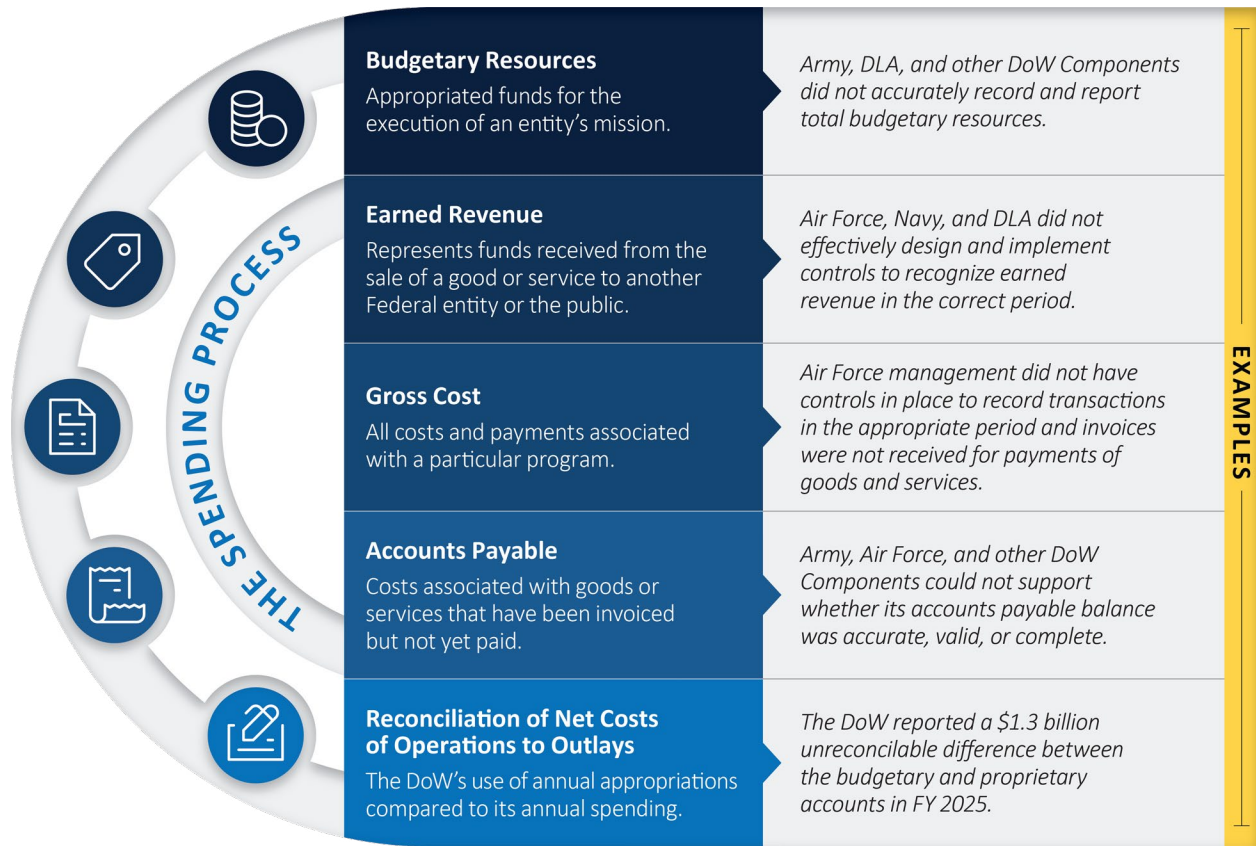 THE SPENDING PROCESS
Budgetary Resources
Appropriated funds for the
execution of an entity's mission.
Army, DLA, and other DoW Components
did not accurately record and report
total budgetary resources.
Earned Revenue
Represents funds received from the
sale of a good or service to another
Federal entity or the public.
Air Force, Navy, and DLA did not
effectively design and implement
controls to recognize earned
revenue in the correct period.
Gross Cost
All costs and payments associated
with a particular program.
Air Force management did not have
controls in place to record transactions
in the appropriate period and invoices
were not received for payments of
goods and services.
Accounts Payable
Costs associated with goods or
services that have been invoiced
but not yet paid.
Army, Air Force, and other DoW
Components could not support
whether its accounts payable balance
was accurate, valid, or complete.
Reconciliation of Net Costs
of Operations to Outlays
The DoW's use of annual appropriations
compared to its annual spending.
The DoW reported a $1.3 billion
unreconcilable difference between
the budgetary and proprietary
accounts in FY 2025.
EXAMPLES